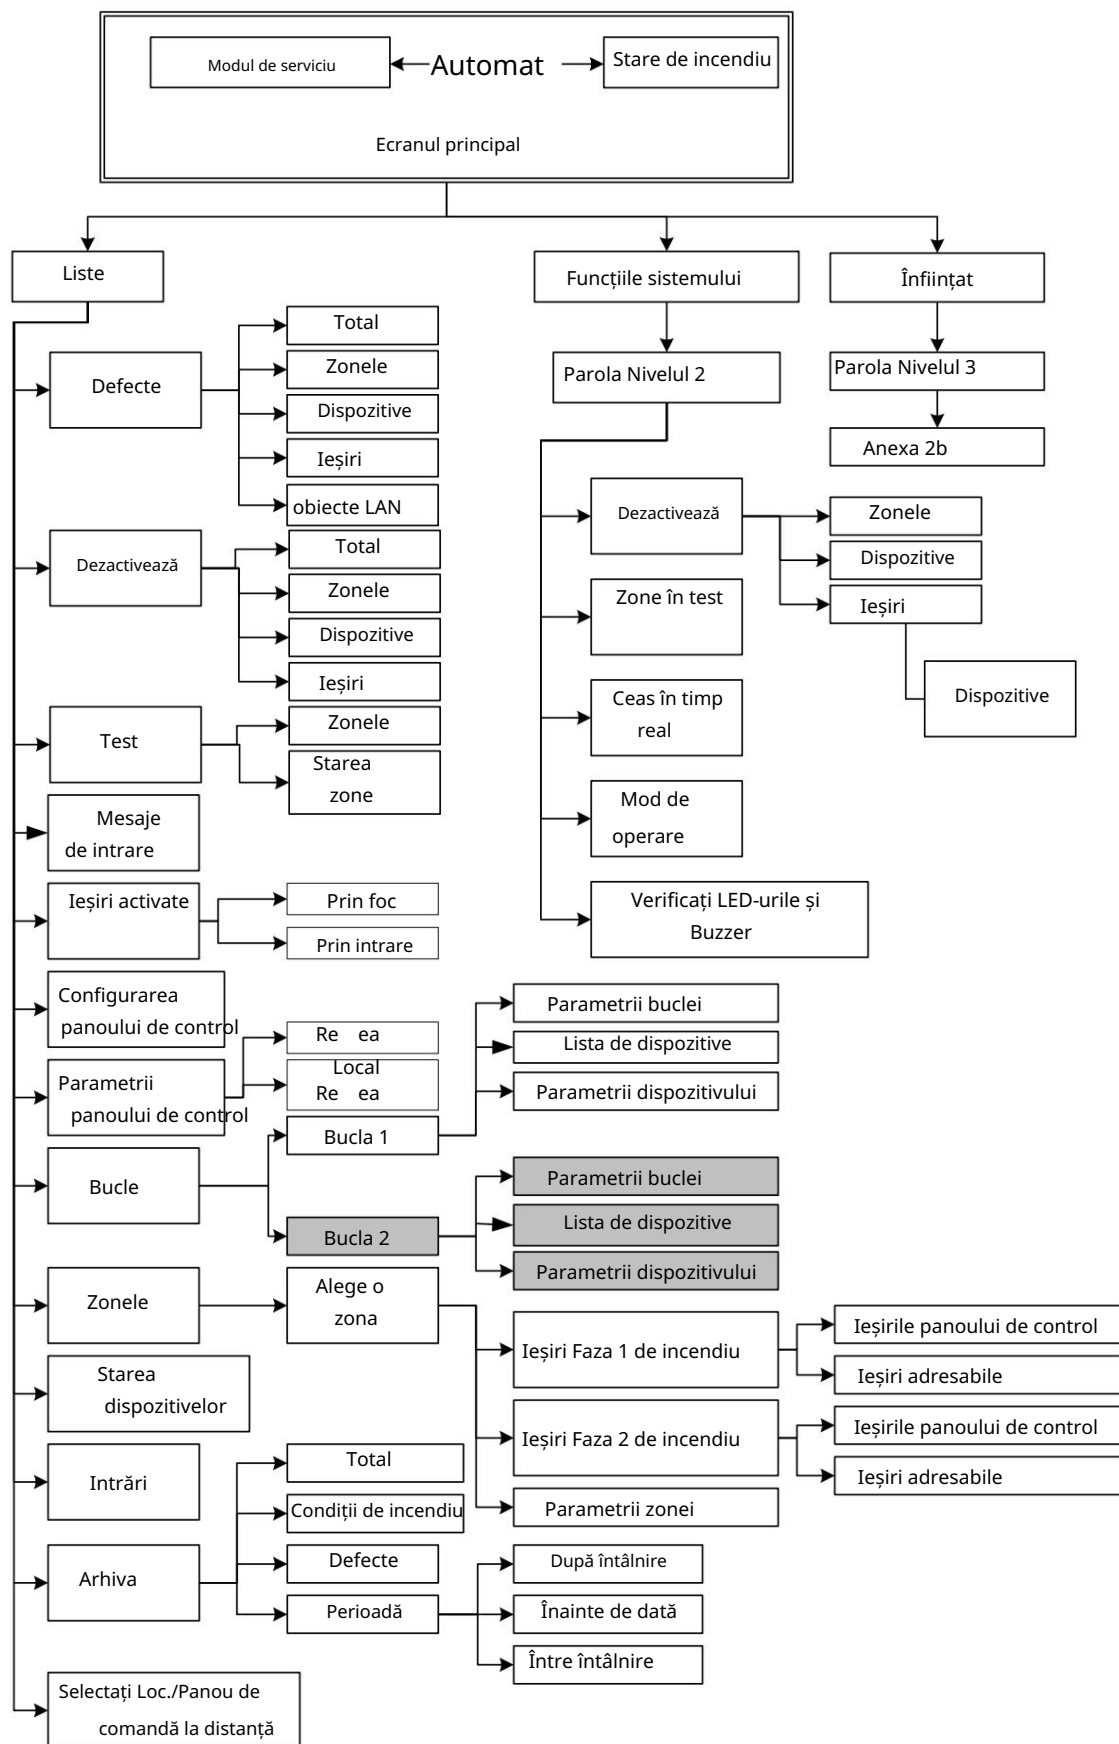 Modul de serviciu
Automat
Stare de incendiu
Ecranul principal
Liste
Funcțiile sistemului
Înființat
Parola Nivelul 2
Parola Nivelul 3
Anexa 2b
Defecte
Total
Zonele
Dispozitive
Ieșiri
obiecte LAN
Dezactivează
Total
Zonele
Dispozitive
Ieșiri
Test
Zonele
Starea
zone
Mesaje
de intrare
Ieșiri activate
Prin foc
Prin intrare
Configurarea
panoului de control
Parametrii
panoului de control
Re ea
Local
Re ea
Bucle
Bucla 1
Parametrii buclei
Lista de dispozitive
Parametrii dispozitivului
Bucla 2
Parametrii buclei
Lista de dispozitive
Parametrii dispozitivului
Zonele
Alege o
zona
Ieșiri Faza 1 de incendiu
Ieșirile panoului de control
Ieșiri adresabile
Ieșiri Faza 2 de incendiu
Ieșirile panoului de control
Ieșiri adresabile
Parametrii zonei
Starea
dispozitivelor
Intrări
Arhiva
Total
Condiții de incendiu
Defecte
Perioadă
După întâlnire
Înainte de dată
Între întâlnire
Selectați Loc./Panou de
comandă la distanță
Dezactivează
Zonele
Dispozitive
Ieșiri
Dispozitive
Zone în test
Ceas în timp
real
Mod de
operare
Verificați LED-urile și
Buzzer